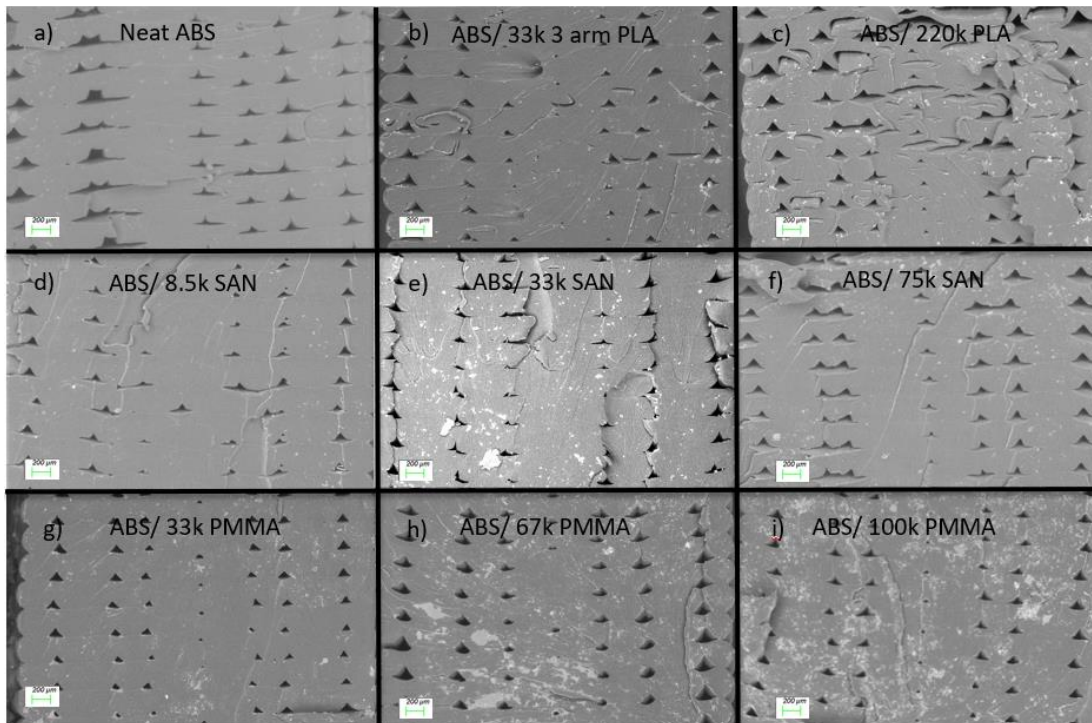 a) Neat ABS
b) ABS/ 33k 3 arm PLA
c) ABS/ 220k PLA
200 µm
200 µm
200 µm
d) ABS/ 8.5k SAN
e) ABS/ 33k SAN
f) ABS/ 75k SAN
200 µm
200 µm
200 µm
g) ABS/ 33k PMMA
h) ABS/ 67k PMMA
i) ABS/ 100k PMMA
200 µm
200 µm
200 µm